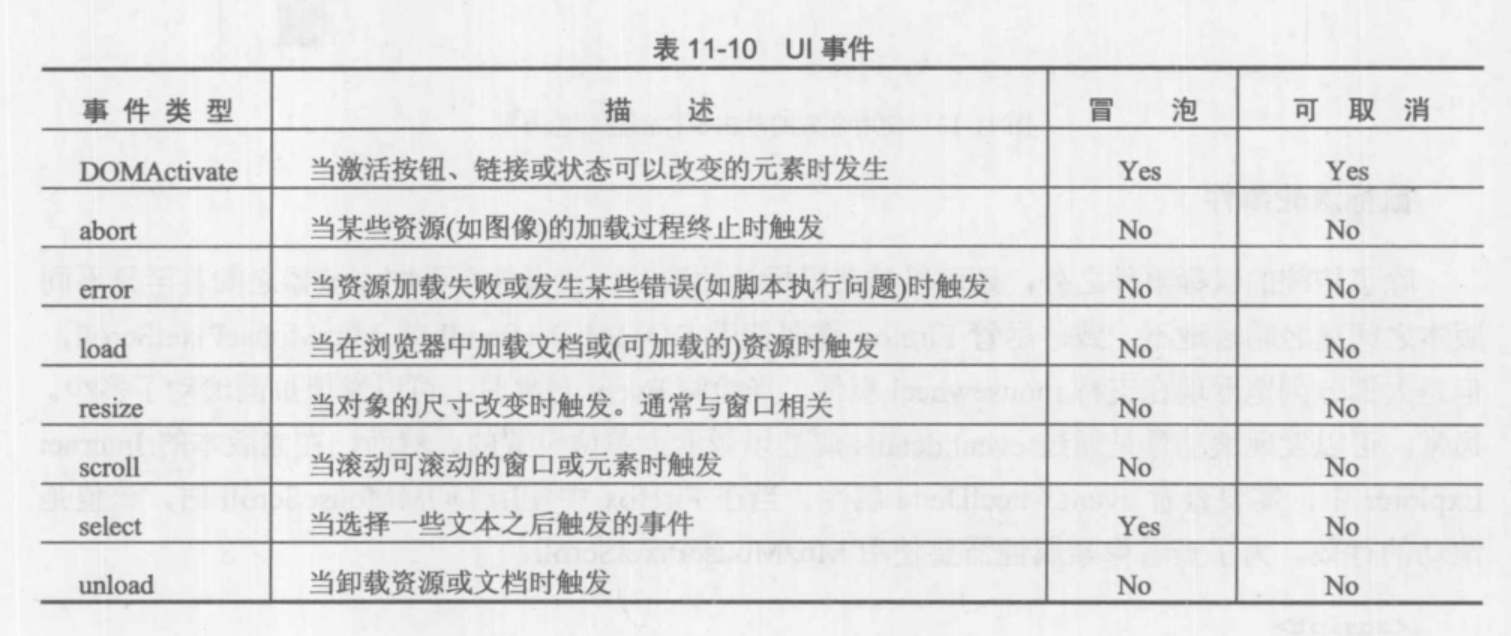 表 11-10 UI 事件
事件类型 描述 冒泡 可取消
DOMActivate 当激活按钮、链接或状态可以改变的元素时发生 Yes Yes
abort 当某些资源(如图像)的加载过程终止时触发 No No
error 当资源加载失败或发生某些错误(如脚本执行问题)时触发 No No
load 当在浏览器中加载文档或(可加载的)资源时触发 No No
resize 当对象的尺寸改变时触发。通常与窗口相关 No No
scroll 当滚动可滚动的窗口或元素时触发 No No
select 当选择一些文本之后触发的事件 Yes No
unload 当卸载资源或文档时触发 No No